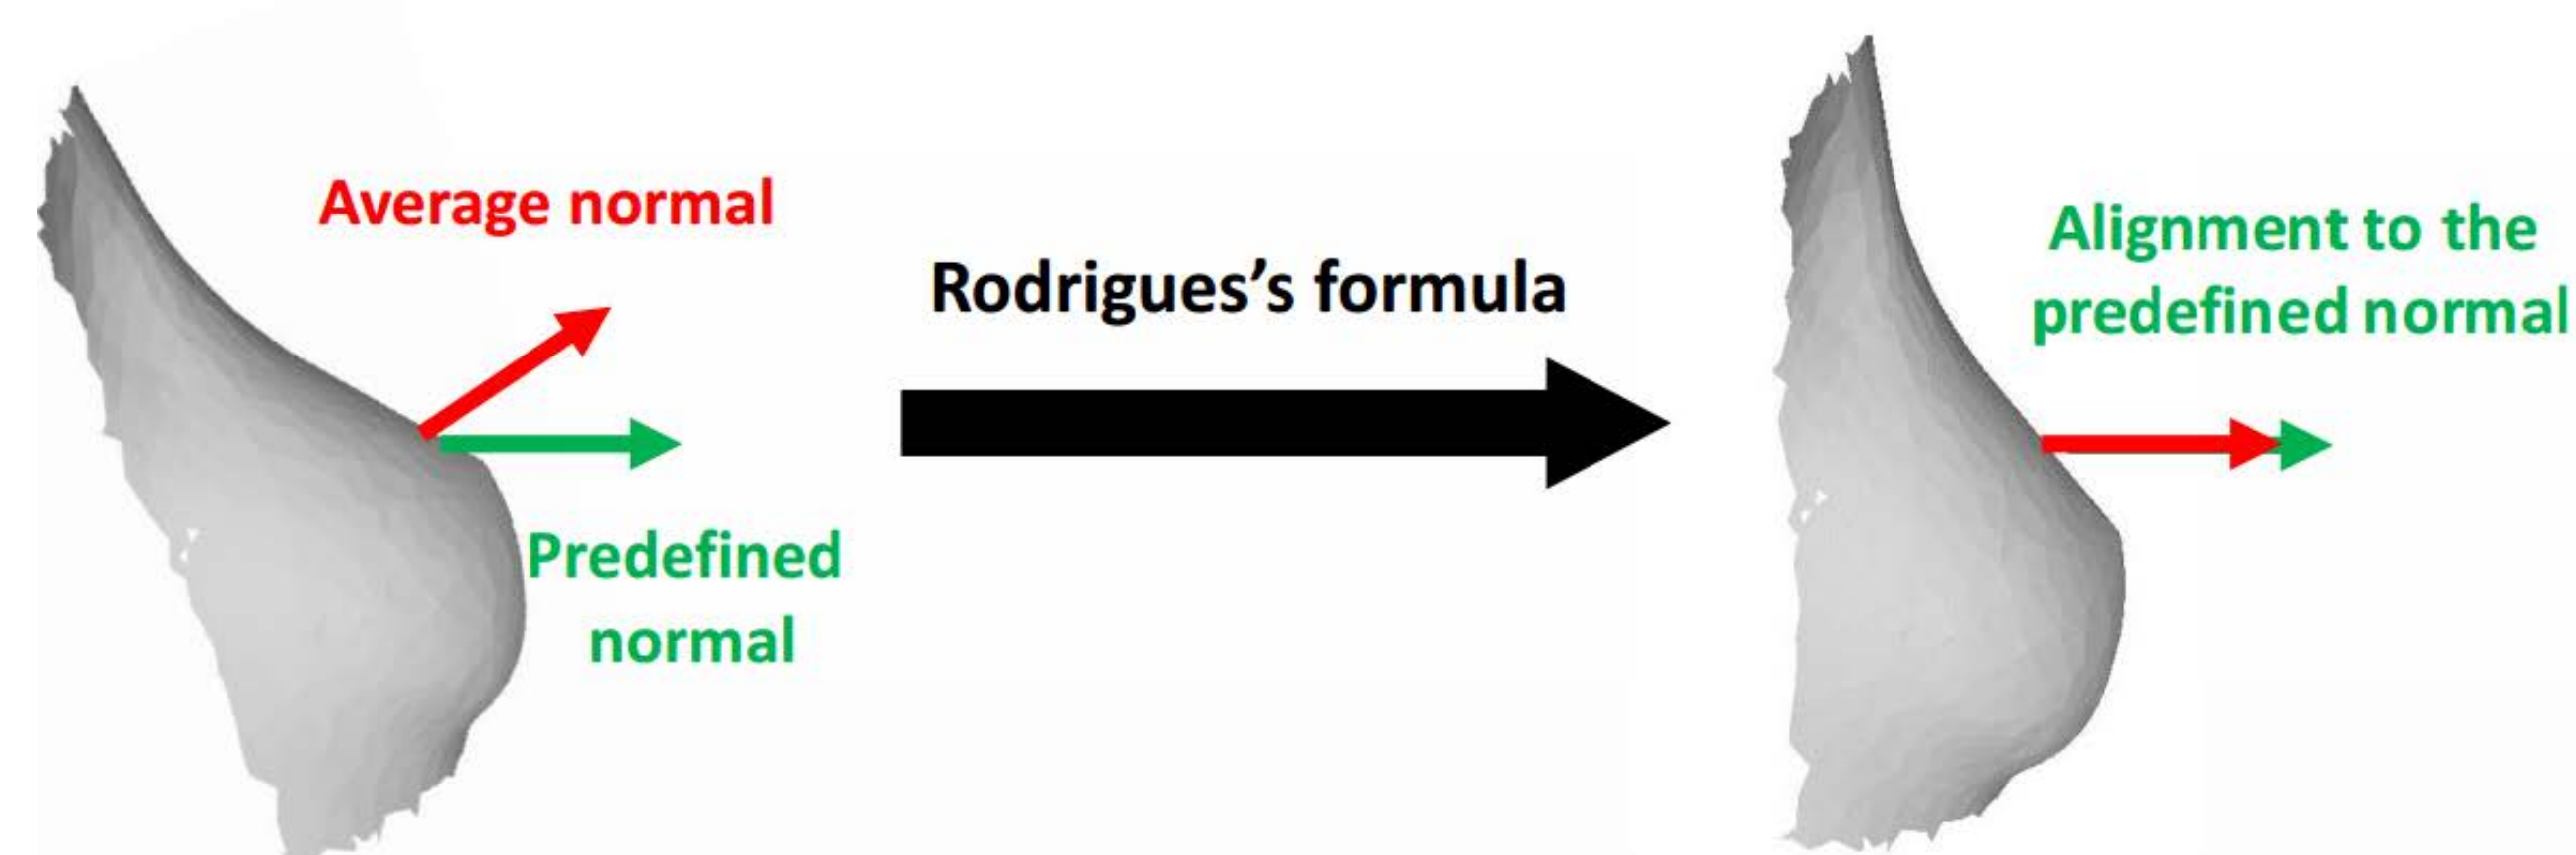 Average normal
Predefined
normal
Rodrigues’s formula
Alignment to the
predefined normal